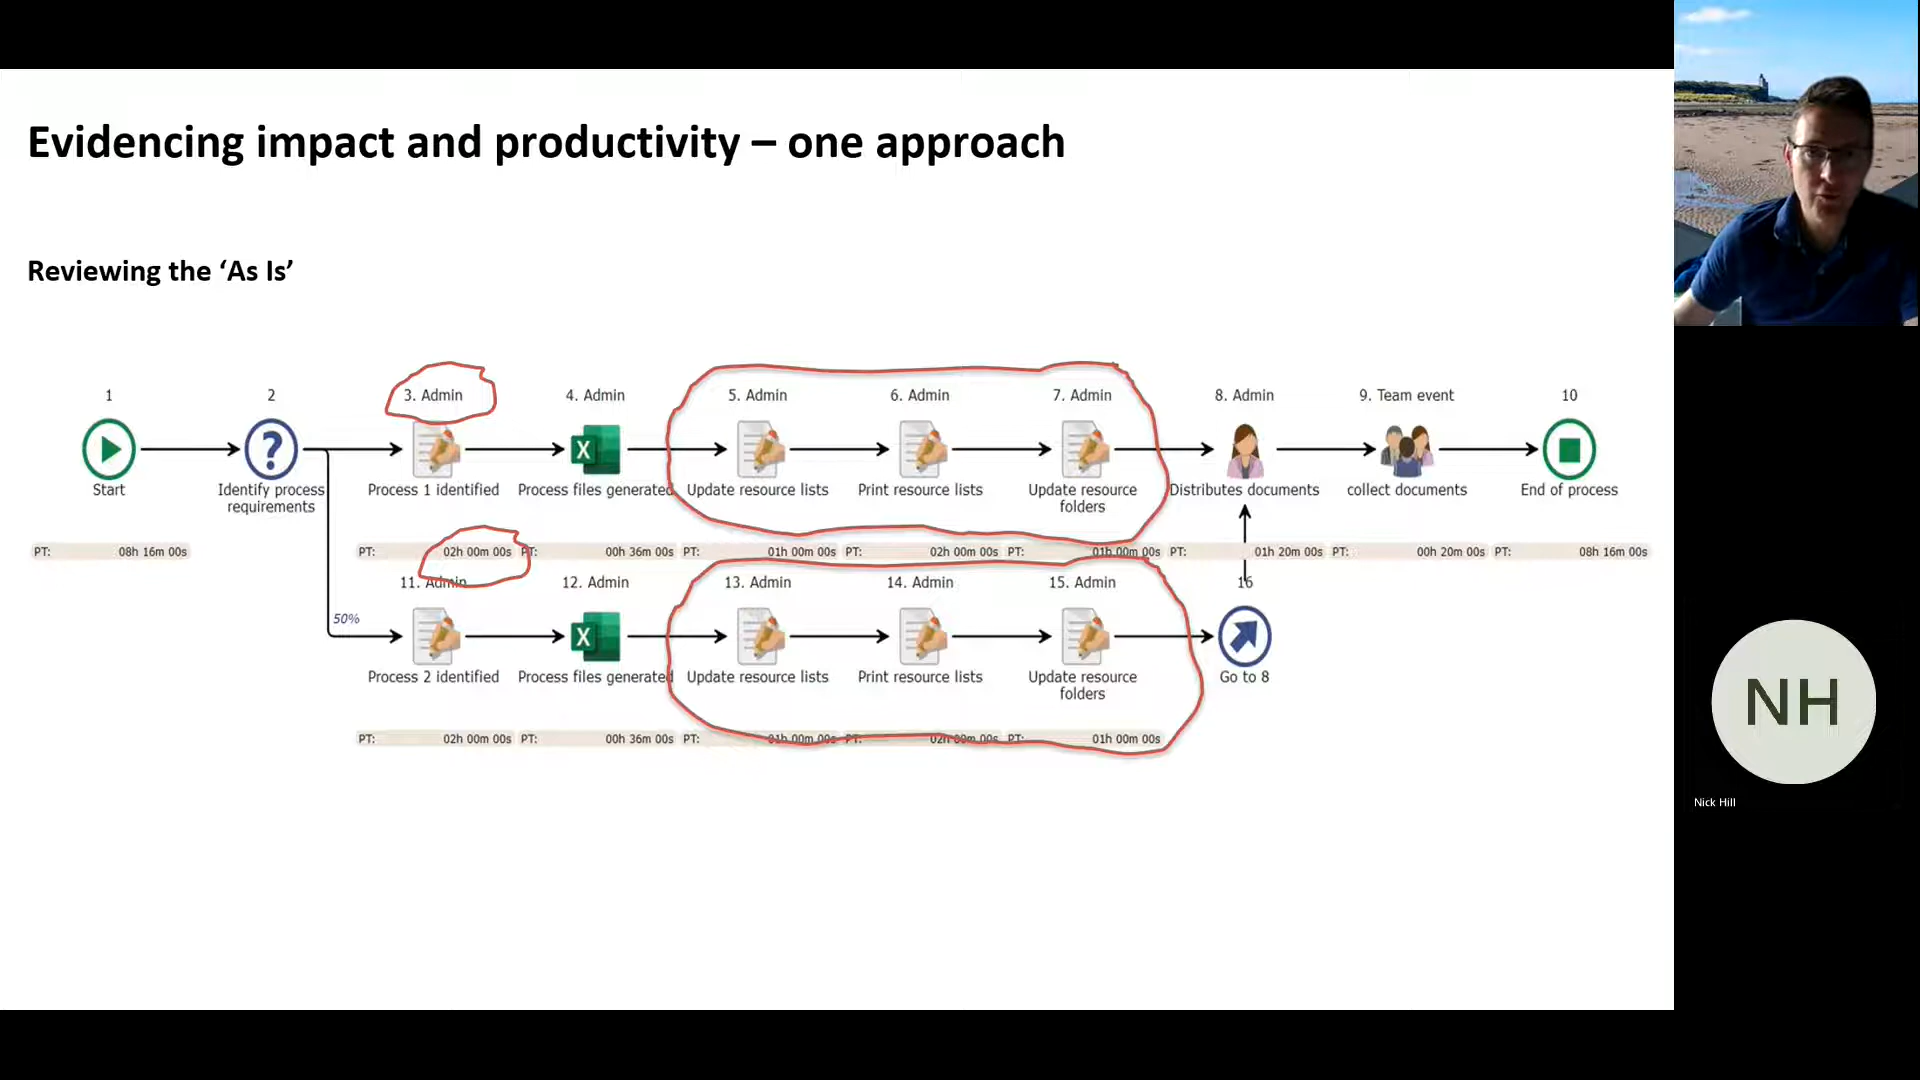 Evidencing impact and productivity – one approach
Reviewing the ‘As Is’
1
2
3. Admin
4. Admin
5. Admin
6. Admin
7. Admin
8. Admin
9. Team event
10
Start
Identify process
requirements
Process 1 identified
Process files generated
Update resource lists
Print resource lists
Update resource
folders
Distributes documents
collect documents
End of process
PT: 08h 16m 00s
PT: 02h 00m 00s
PT: 00h 36m 00s
PT: 01h 00m 00s
PT: 02h 00m 00s
PT: 01h 00m 00s
PT: 01h 20m 00s
PT: 00h 20m 00s
PT: 08h 16m 00s
11. Admin
12. Admin
13. Admin
14. Admin
15. Admin
16
50%
Process 2 identified
Process files generated
Update resource lists
Print resource lists
Update resource
folders
Go to 8
PT: 02h 00m 00s
PT: 00h 36m 00s
PT: 01h 00m 00s
PT: 02h 00m 00s
PT: 01h 00m 00s
NH
Nick Hill